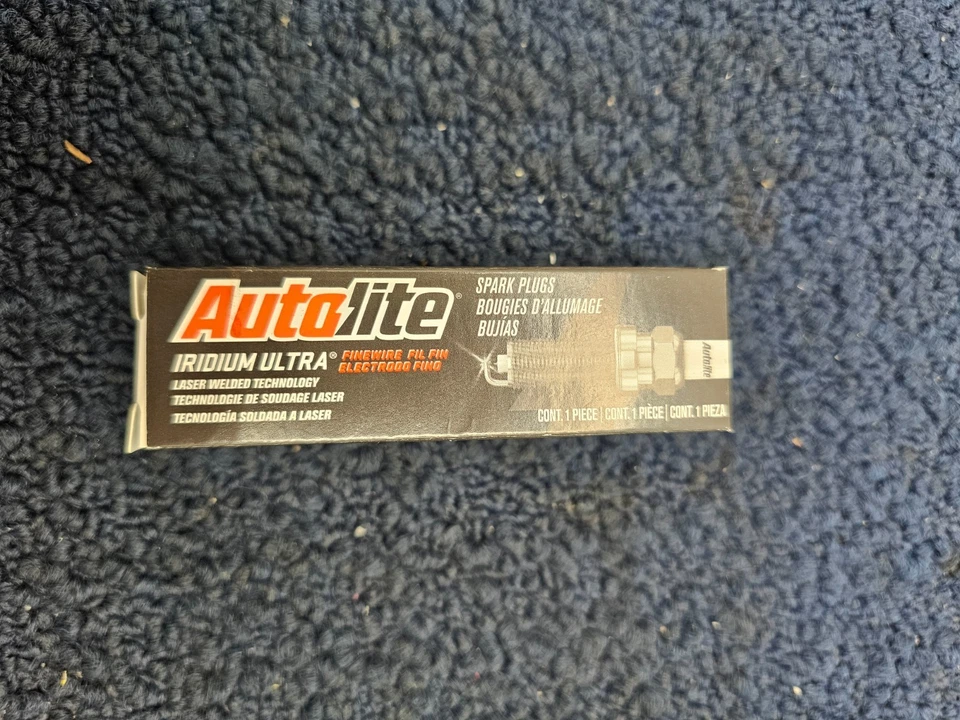 Autolite®
IRIDIUM ULTRA® FINEWIRE FIL FIN
ELECTRODO FINO
LASER WELDED TECHNOLOGY
TECHNOLOGIE DE SOUDAGE LASER
TECNOLOGÍA SOLDADA A LASER
SPARK PLUGS
BOUGIES D'ALLUMAGE
BUJÍAS
Autolite
CONT. 1 PIECE | CONT. 1 PIÈCE | CONT. 1 PIEZA